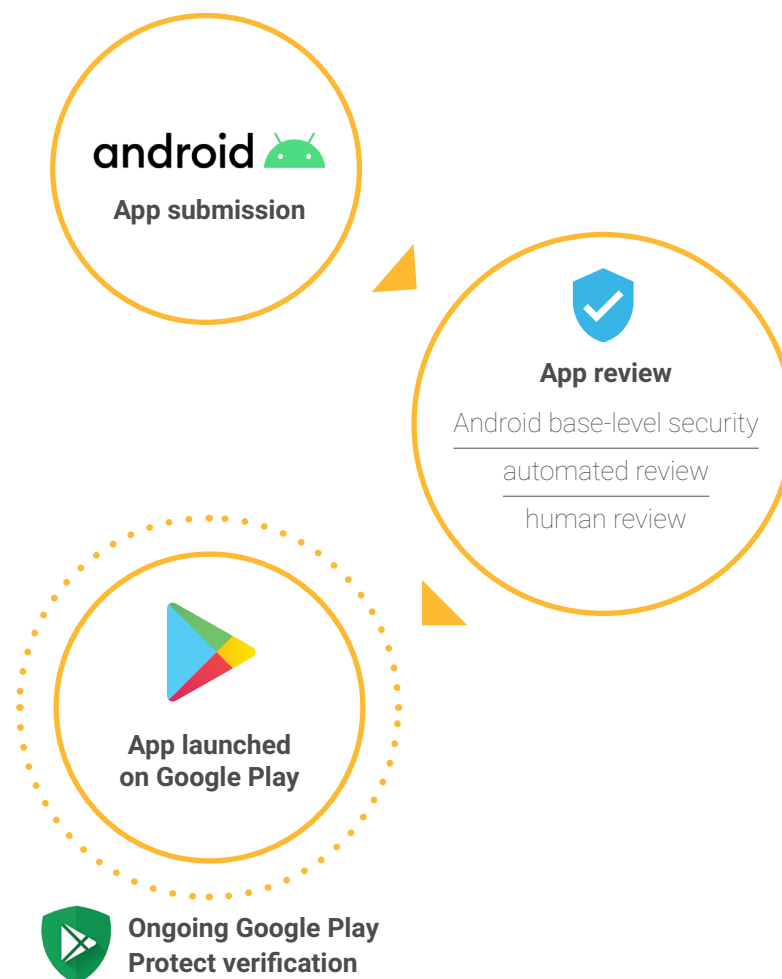 android
App submission
App review
Android base-level security
automated review
human review
App launched
on Google Play
Ongoing Google Play
Protect verification